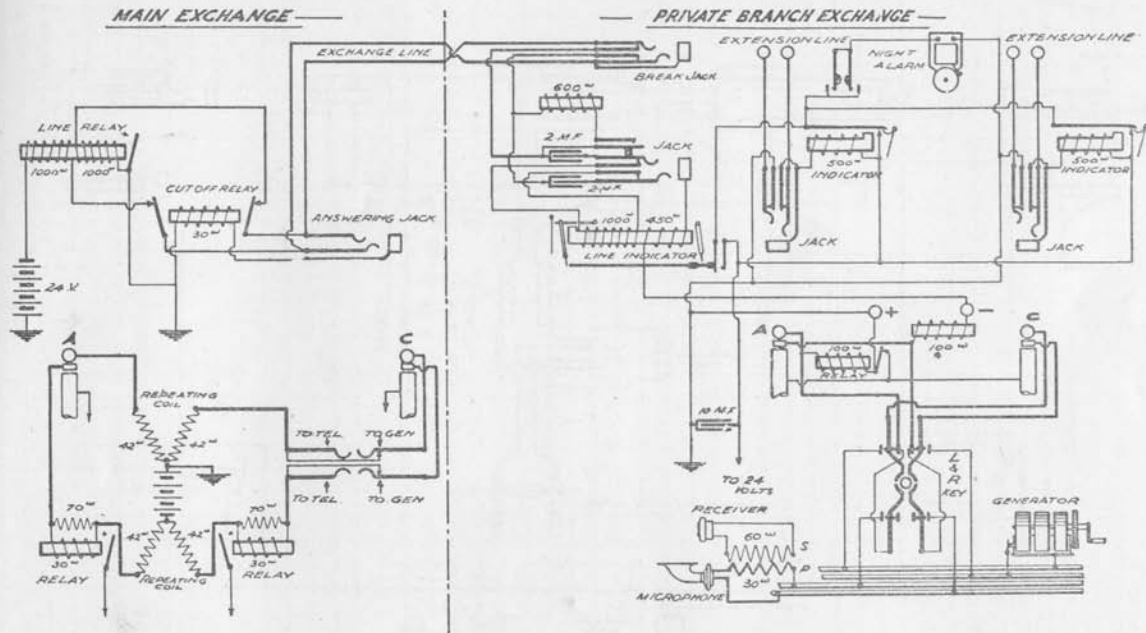 MAIN EXCHANGE
PRIVATE BRANCH EXCHANGE
EXTENSION LINE
NIGHT ALARM
EXTENSION LINE
EXCHANGE LINE
BREAK JACK
LINE RELAY
1000ω 1000ω
CUT OFF RELAY
30ω
ANSWERING JACK
24 V
600ω
2 MF
JACK
2 MF
1000ω 450ω
LINE INDICATOR
500ω
INDICATOR
JACK
500ω
INDICATOR
JACK
A
C
REPEATING COIL
42ω 42ω
TO TEL. TO GEN
TO TEL TO GEN
70ω
30ω
RELAY
42ω 42ω
REPEATING COIL
70ω
30ω
RELAY
+
−
A
100ω
RELAY
100ω
C
10 MF
TO 24 VOLTS
L & R KEY
GENERATOR
RECEIVER
60ω
S
P
30ω
MICROPHONE